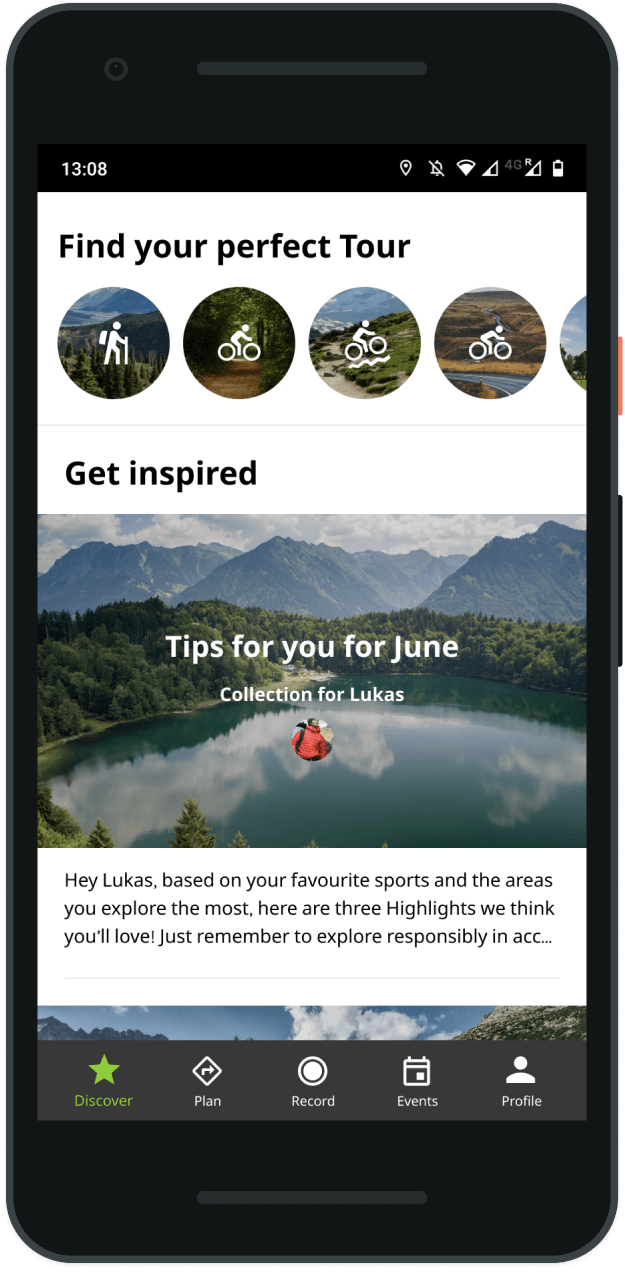 13:08
4G R
Find your perfect Tour
Get inspired
Tips for you for June
Collection for Lukas
Hey Lukas, based on your favourite sports and the areas
you explore the most, here are three Highlights we think
you'll love! Just remember to explore responsibly in acc...
Discover
Plan
Record
Events
Profile